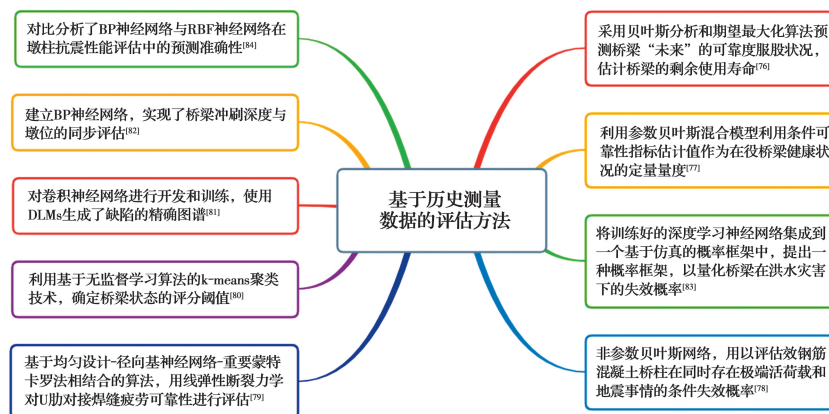 对比分析了BP神经网络与RBF神经网络在
墩柱抗震性能评估中的预测准确性[84]
建立BP神经网络，实现了桥梁冲刷深度与
墩位的同步评估[82]
对卷积神经网络进行开发和训练，使用
DLMs生成了缺陷的精确图谱[81]
利用基于无监督学习算法的k-means聚类
技术，确定桥梁状态的评分阈值[80]
基于均匀设计-径向基神经网络-重要蒙特
卡罗法相结合的算法，用线弹性断裂力学
对U肋对接焊缝疲劳可靠性进行评估[79]
基于历史测量
数据的评估方法
采用贝叶斯分析和期望最大化算法预
测桥梁“未来”的可靠度服股状况，
估计桥梁的剩余使用寿命[76]
利用参数贝叶斯混合模型利用条件可
靠性指标估计值作为在役桥梁健康状
况的定量量度[77]
将训练好的深度学习神经网络集成到
一个基于仿真的概率框架中，提出一
种概率框架，以量化桥梁在洪水灾害
下的失效概率[83]
非参数贝叶斯网络，用以评估效钢筋
混凝土桥柱在同时存在极端活荷载和
地震事情的条件失效概率[78]